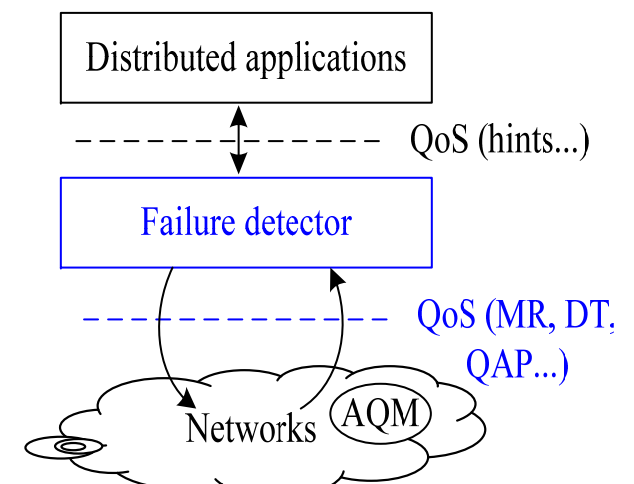 Distributed applications
QoS (hints...)
Failure detector
QoS (MR, DT,
QAP...)
Networks
AQM